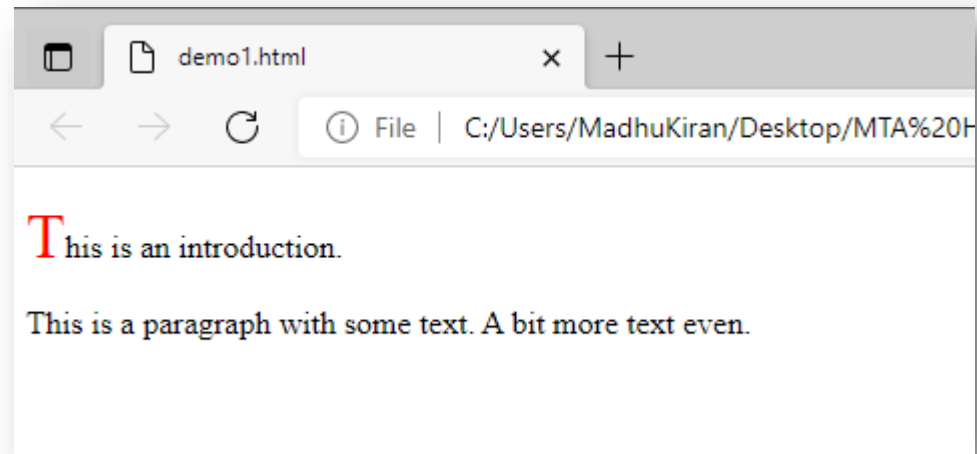 demo1.html
File C:/Users/MadhuKiran/Desktop/MTA%20H
This is an introduction.
This is a paragraph with some text. A bit more text even.